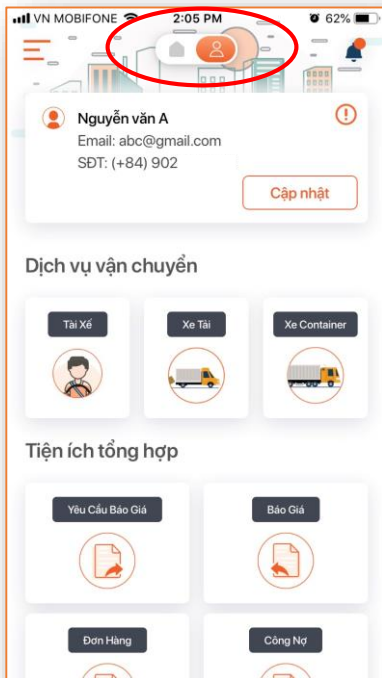 VN MOBIFONE 2:05 PM 62%
Nguyễn văn A
Email: abc@gmail.com
SĐT: (+84) 902
Cập nhật
Dịch vụ vận chuyển
Tài Xế Xe Tải Xe Container
Tiện ích tổng hợp
Yêu Cầu Báo Giá Báo Giá
Đơn Hàng Công Nợ